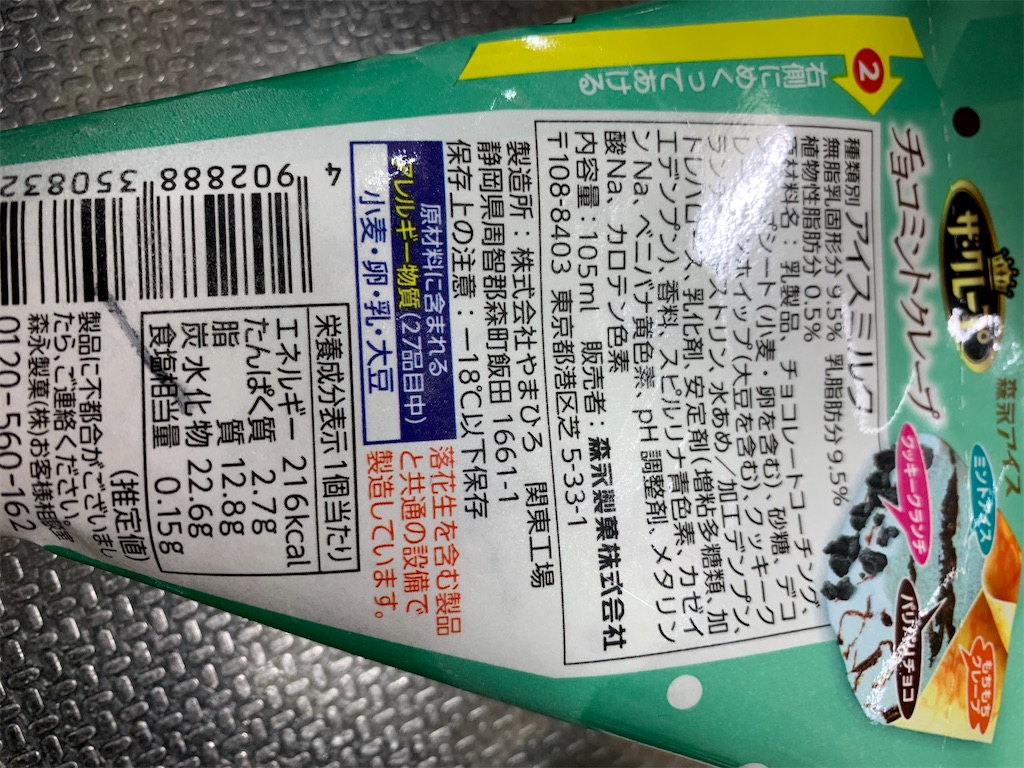 森永アイス
ザ・クレープ
チョコミントクレープ
ミントアイス
クッキークランチ
パリパリチョコ
もちもち
クレープ
2
右側にめくってあける
種類別アイスミルク
無脂乳固形分 9.5% 乳脂肪分 9.5%
植物性脂肪分 0.5%
原材料名：乳製品、チョコレートコーチング、
プシート(小麦・卵を含む)、砂糖、デコ
ホイップ(大豆を含む)、クッキーク
ストリン、水あめ／加工デンプン、
トレハロース、乳化剤、安定剤(増粘多糖類、加
工デンプン)、香料、スピルリナ青色素、カゼイ
ンNa、ベニバナ黄色素、pH調整剤、メタリン
酸Na、カロテン色素
内容量：105ml 販売者：森永製菓株式会社
〒108-8403 東京都港区芝5-33-1
製造所：株式会社やまひろ 関東工場
静岡県周智郡森町飯田1661-1
保存上の注意：－18℃以下保存
原材料に含まれる
アレルギー物質(27品目中)
小麦・卵・乳・大豆
落花生を含む製品
と共通の設備で
製造しています。
栄養成分表示1個当たり
エネルギー 216kcal
たんぱく質 2.7g
脂質 12.8g
炭水化物 22.6g
食塩相当量 0.15g
(推定値)
4 902888 350832
製品に不都合がございまし
たら、ご連絡ください。
森永製菓(株)お客様相談室
0120-560-162